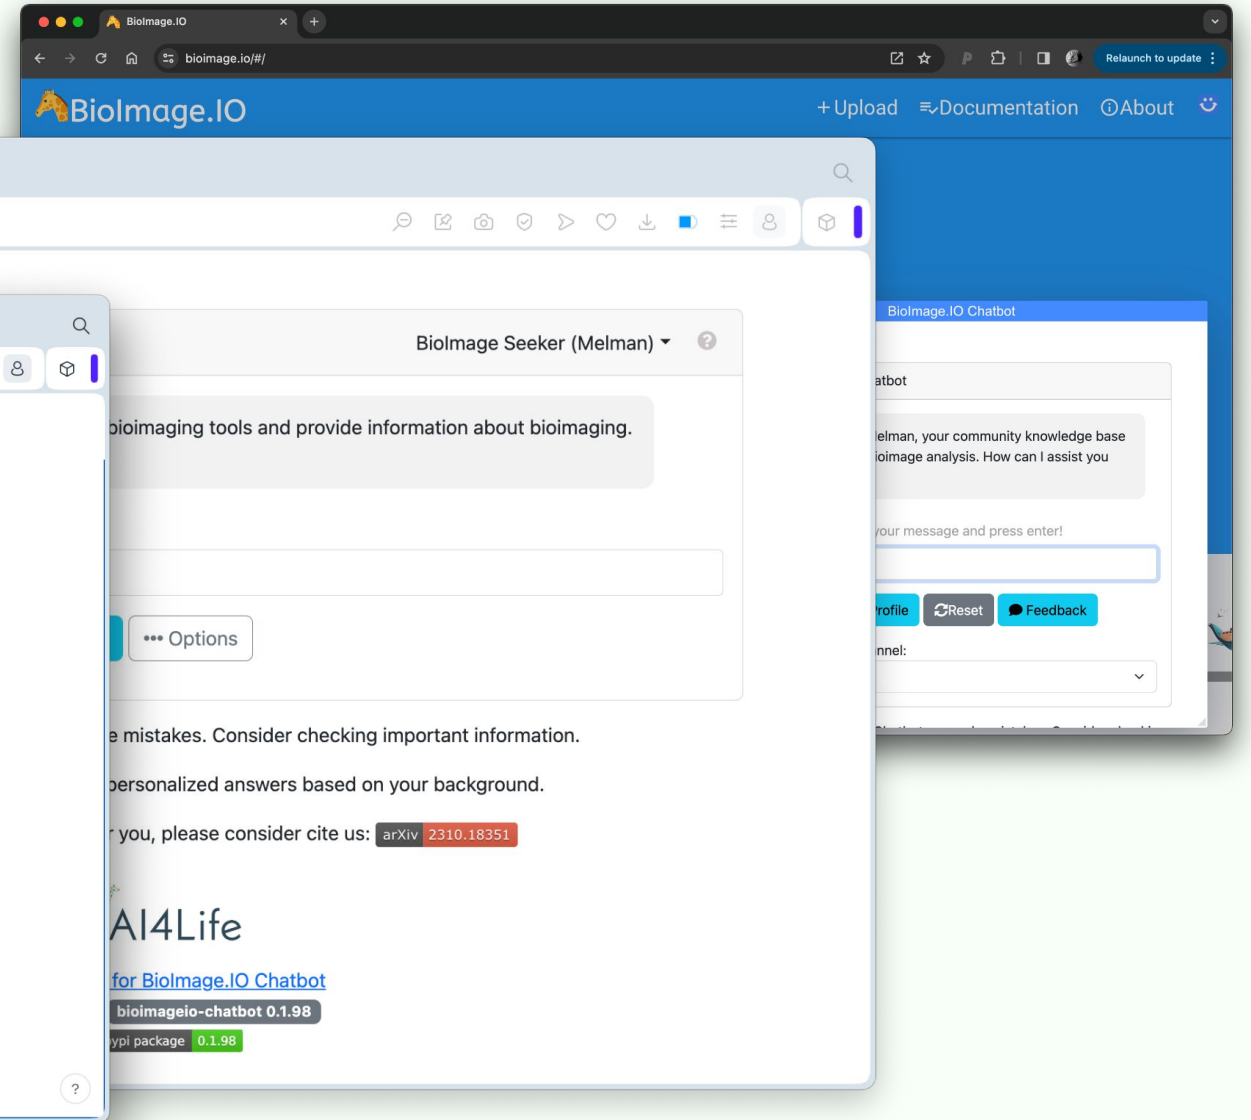 BioImage.IO
bioimage.io/#/
Relaunch to update
BioImage.IO
+Upload
Documentation
About
BioImage Seeker (Melman)
bioimaging tools and provide information about bioimaging.
Options
e mistakes. Consider checking important information.
personalized answers based on your background.
you, please consider cite us: arXiv 2310.18351
AI4Life
for BioImage.IO Chatbot
bioimageio-chatbot 0.1.98
ypi package 0.1.98
?
BioImage.IO Chatbot
atbot
elman, your community knowledge base
ioimage analysis. How can I assist you
your message and press enter!
rofile
Reset
Feedback
nnel: